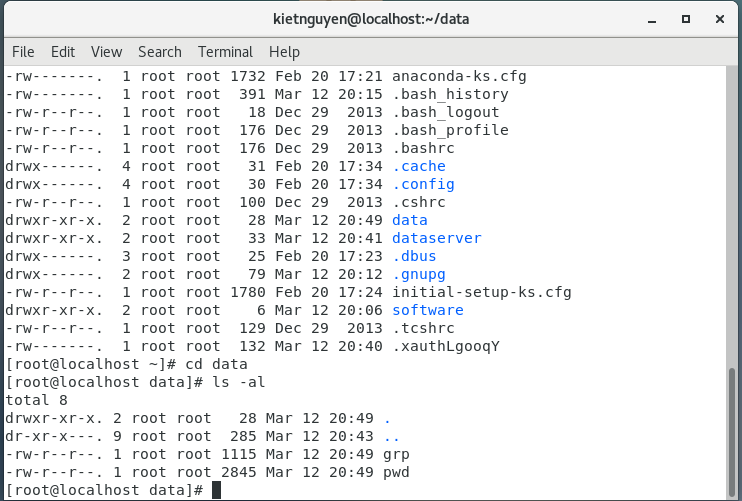 kietnguyen@localhost:~/data
File Edit View Search Terminal Help
-rw-------.  1 root root 1732 Feb 20 17:21 anaconda-ks.cfg
-rw-------.  1 root root  391 Mar 12 20:15 .bash_history
-rw-r--r--.  1 root root   18 Dec 29  2013 .bash_logout
-rw-r--r--.  1 root root  176 Dec 29  2013 .bash_profile
-rw-r--r--.  1 root root  176 Dec 29  2013 .bashrc
drwx------.  4 root root   31 Feb 20 17:34 .cache
drwx------.  4 root root   30 Feb 20 17:34 .config
-rw-r--r--.  1 root root  100 Dec 29  2013 .cshrc
drwxr-xr-x.  2 root root   28 Mar 12 20:49 data
drwxr-xr-x.  2 root root   33 Mar 12 20:41 dataserver
drwx------.  3 root root   25 Feb 20 17:23 .dbus
drwx------.  2 root root   79 Mar 12 20:12 .gnupg
-rw-r--r--.  1 root root 1780 Feb 20 17:24 initial-setup-ks.cfg
drwxr-xr-x.  2 root root    6 Mar 12 20:06 software
-rw-r--r--.  1 root root  129 Dec 29  2013 .tcshrc
-rw-------.  1 root root  132 Mar 12 20:40 .xauthLgooqY
[root@localhost ~]# cd data
[root@localhost data]# ls -al
total 8
drwxr-xr-x. 2 root root   28 Mar 12 20:49 .
dr-xr-x---. 9 root root  285 Mar 12 20:43 ..
-rw-r--r--. 1 root root 1115 Mar 12 20:49 grp
-rw-r--r--. 1 root root 2845 Mar 12 20:49 pwd
[root@localhost data]#